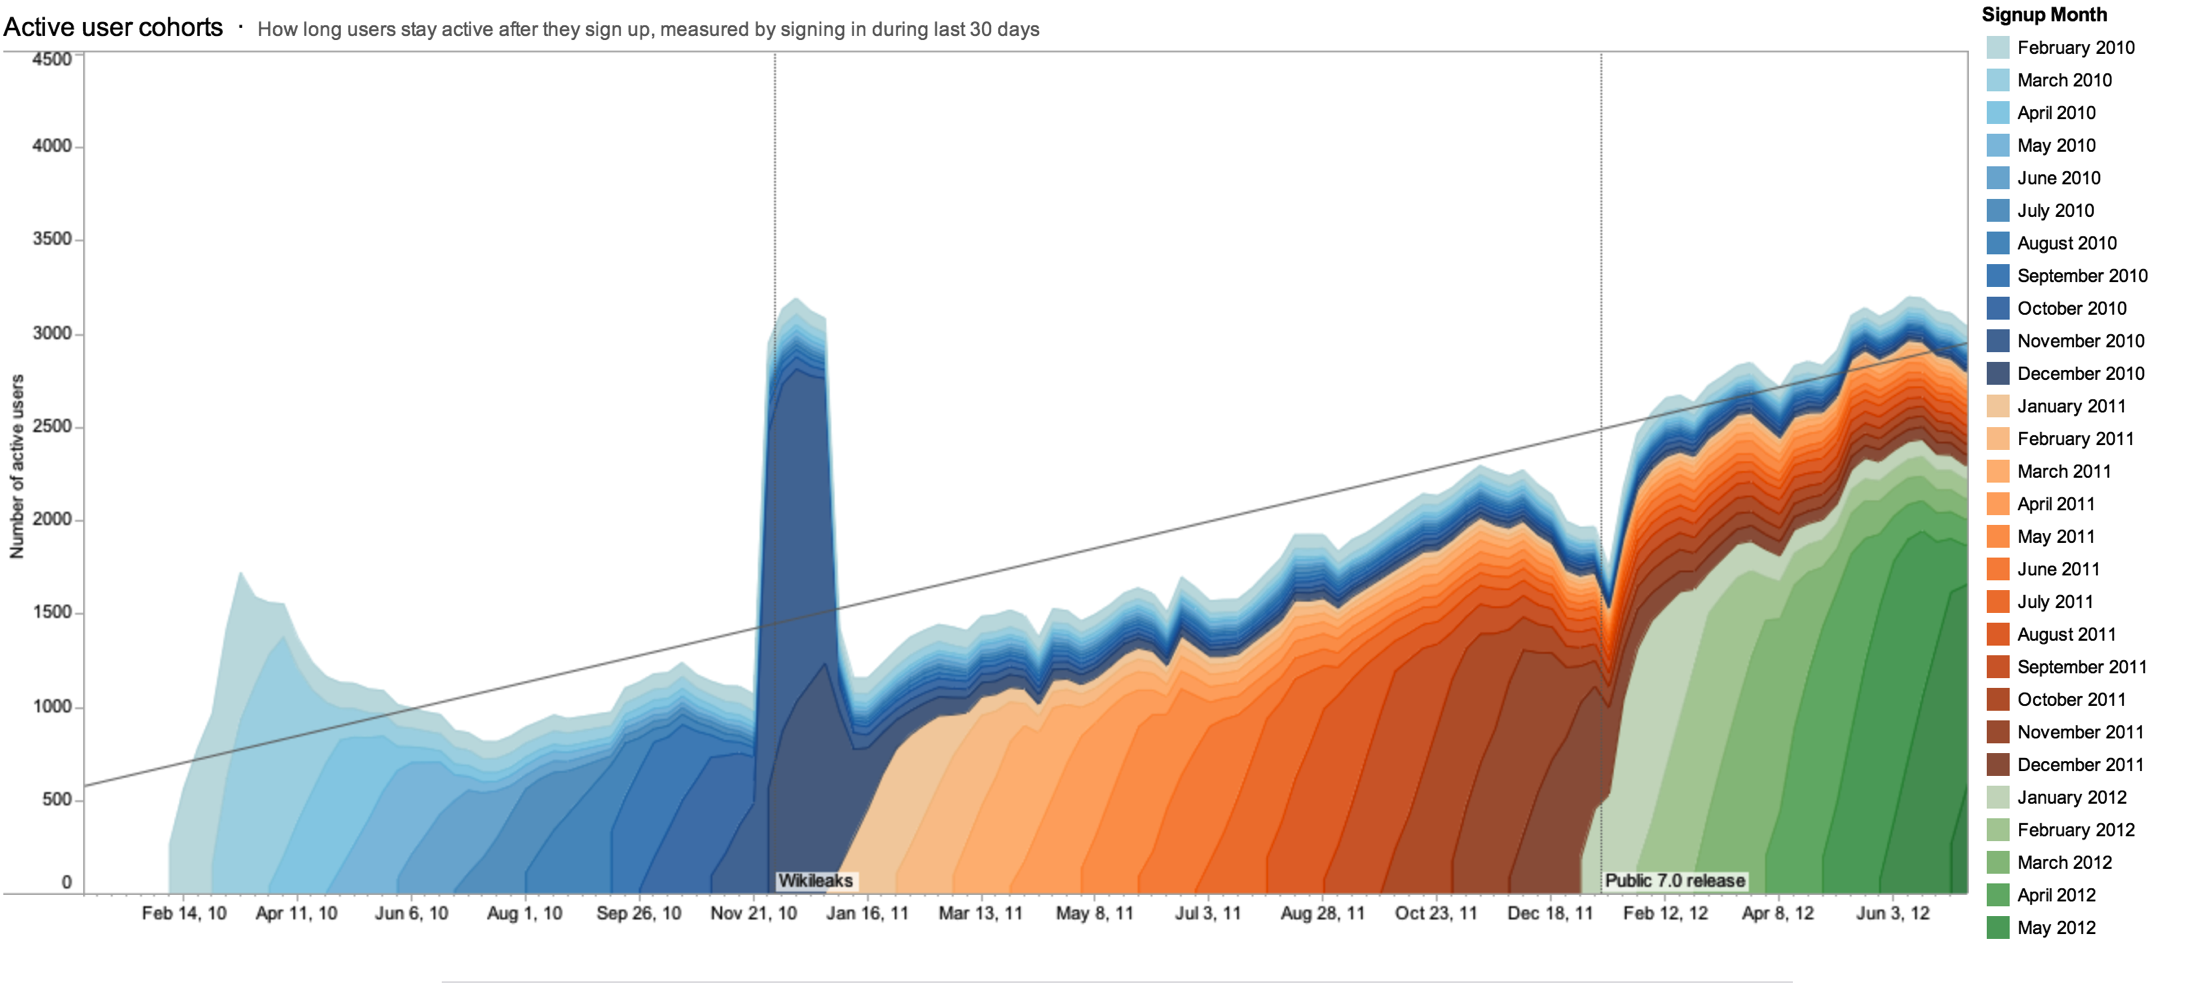 Active user cohorts · How long users stay active after they sign up, measured by signing in during last 30 days
Number of active users
4500
4000
3500
3000
2500
2000
1500
1000
500
0
Wikileaks
Public 7.0 release
Feb 14, 10
Apr 11, 10
Jun 6, 10
Aug 1, 10
Sep 26, 10
Nov 21, 10
Jan 16, 11
Mar 13, 11
May 8, 11
Jul 3, 11
Aug 28, 11
Oct 23, 11
Dec 18, 11
Feb 12, 12
Apr 8, 12
Jun 3, 12
Signup Month
February 2010
March 2010
April 2010
May 2010
June 2010
July 2010
August 2010
September 2010
October 2010
November 2010
December 2010
January 2011
February 2011
March 2011
April 2011
May 2011
June 2011
July 2011
August 2011
September 2011
October 2011
November 2011
December 2011
January 2012
February 2012
March 2012
April 2012
May 2012